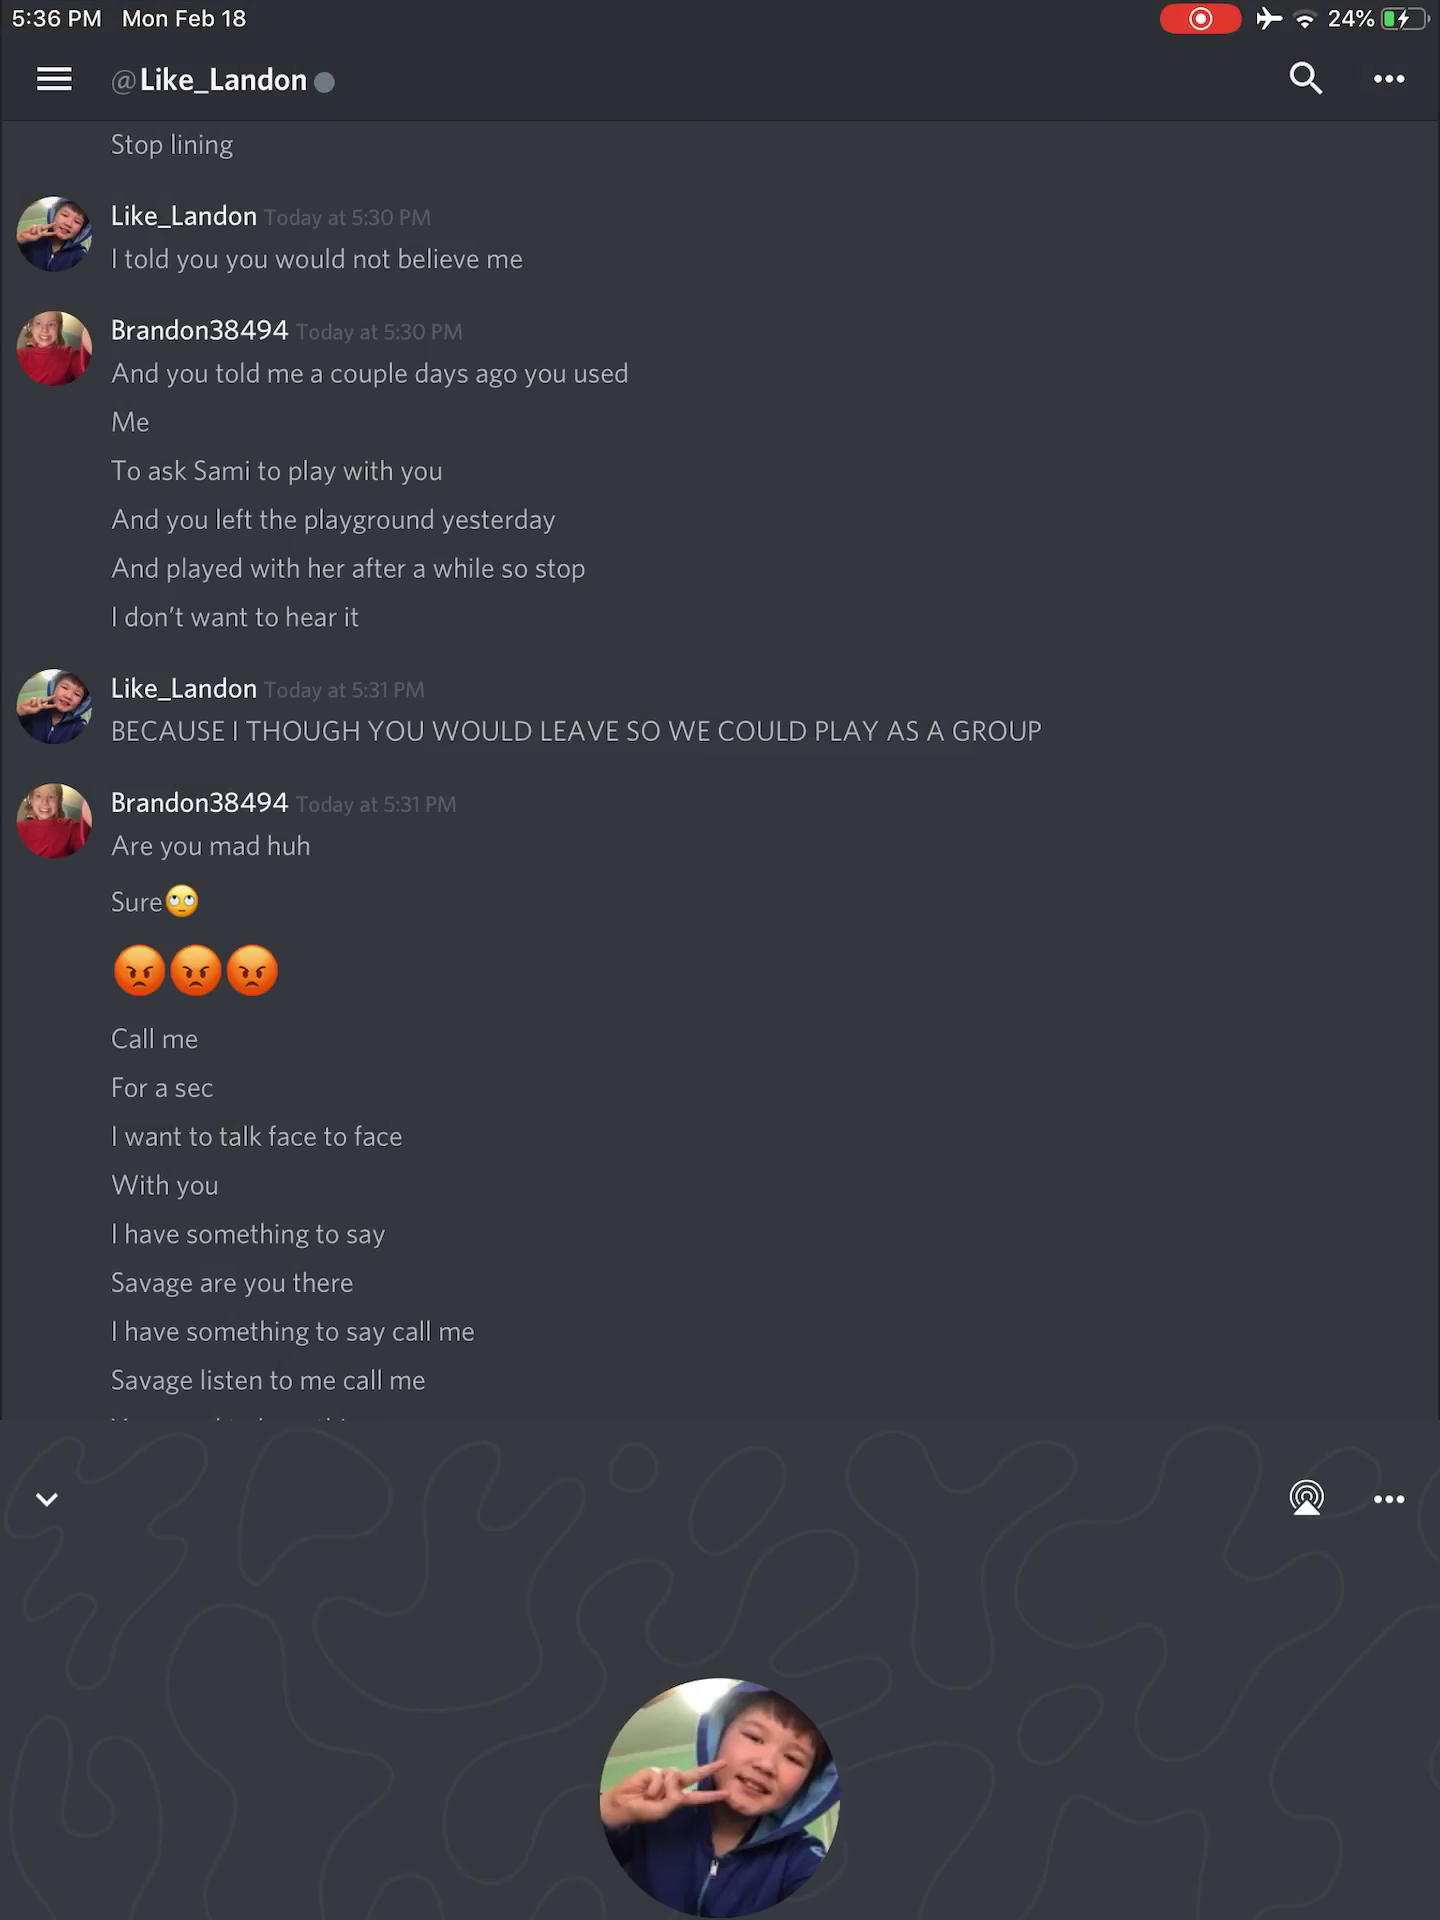 5:36 PM Mon Feb 18 24%
@Like_Landon
Stop lining
Like_Landon Today at 5:30 PM
I told you you would not believe me
Brandon38494 Today at 5:30 PM
And you told me a couple days ago you used
Me
To ask Sami to play with you
And you left the playground yesterday
And played with her after a while so stop
I don't want to hear it
Like_Landon Today at 5:31 PM
BECAUSE I THOUGH YOU WOULD LEAVE SO WE COULD PLAY AS A GROUP
Brandon38494 Today at 5:31 PM
Are you mad huh
Sure🙄
😡😡😡
Call me
For a sec
I want to talk face to face
With you
I have something to say
Savage are you there
I have something to say call me
Savage listen to me call me